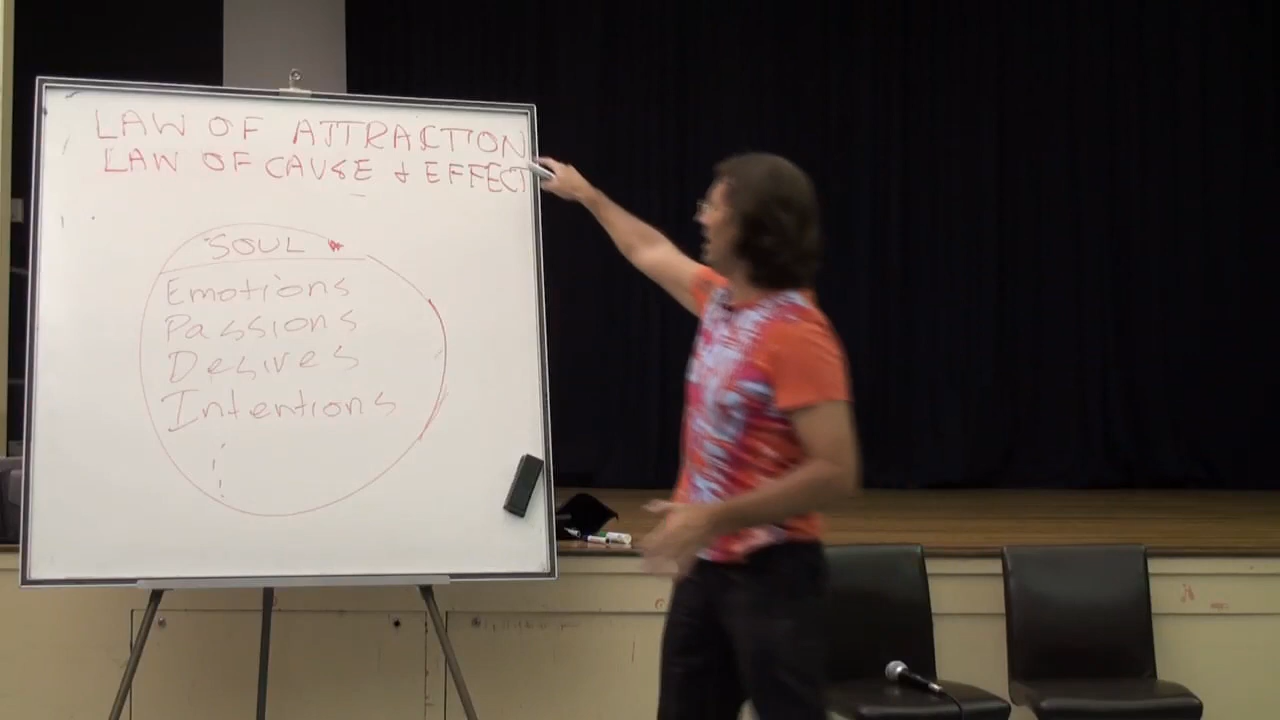 LAW OF ATTRACTION
LAW OF CAUSE & EFFECT
SOUL
Emotions
Passions
Desires
Intentions